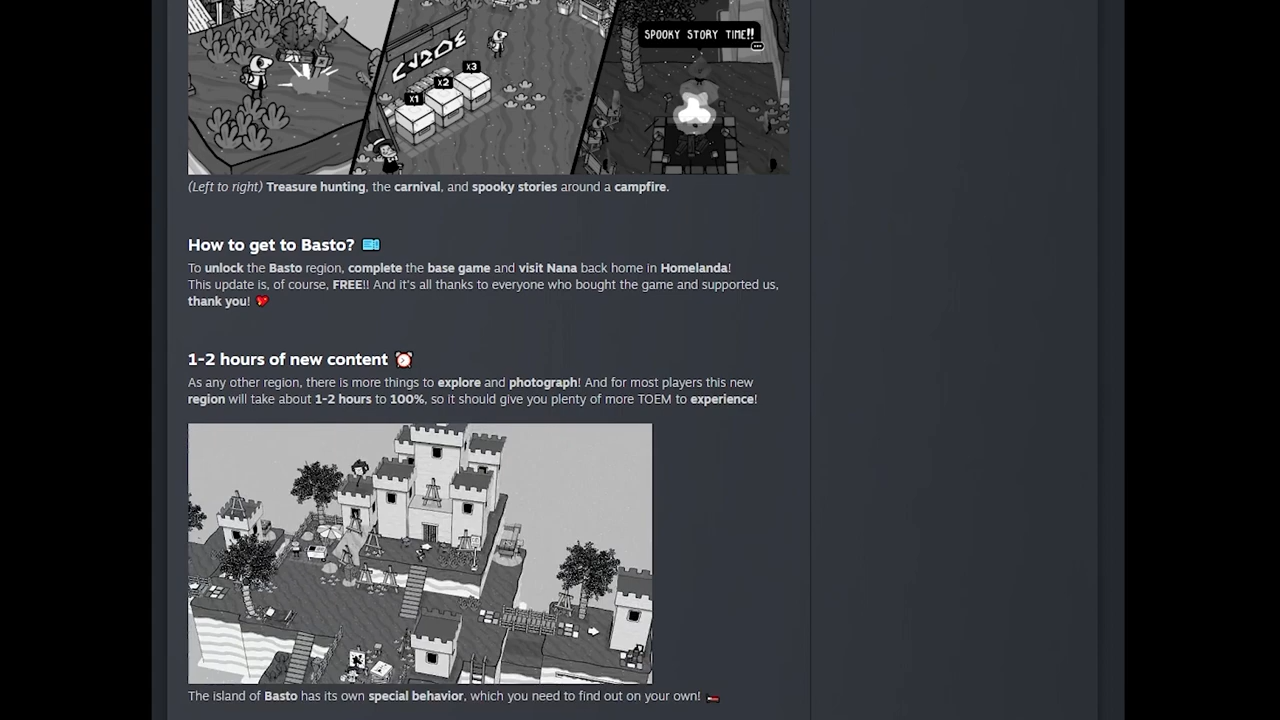 SPOOKY STORY TIME!!
X3
X2
X1
(Left to right) Treasure hunting, the carnival, and spooky stories around a campfire.
How to get to Basto?
To unlock the Basto region, complete the base game and visit Nana back home in Homelanda!
This update is, of course, FREE!! And it's all thanks to everyone who bought the game and supported us,
thank you!
1-2 hours of new content
As any other region, there is more things to explore and photograph! And for most players this new
region will take about 1-2 hours to 100%, so it should give you plenty of more TOEM to experience!
The island of Basto has its own special behavior, which you need to find out on your own!